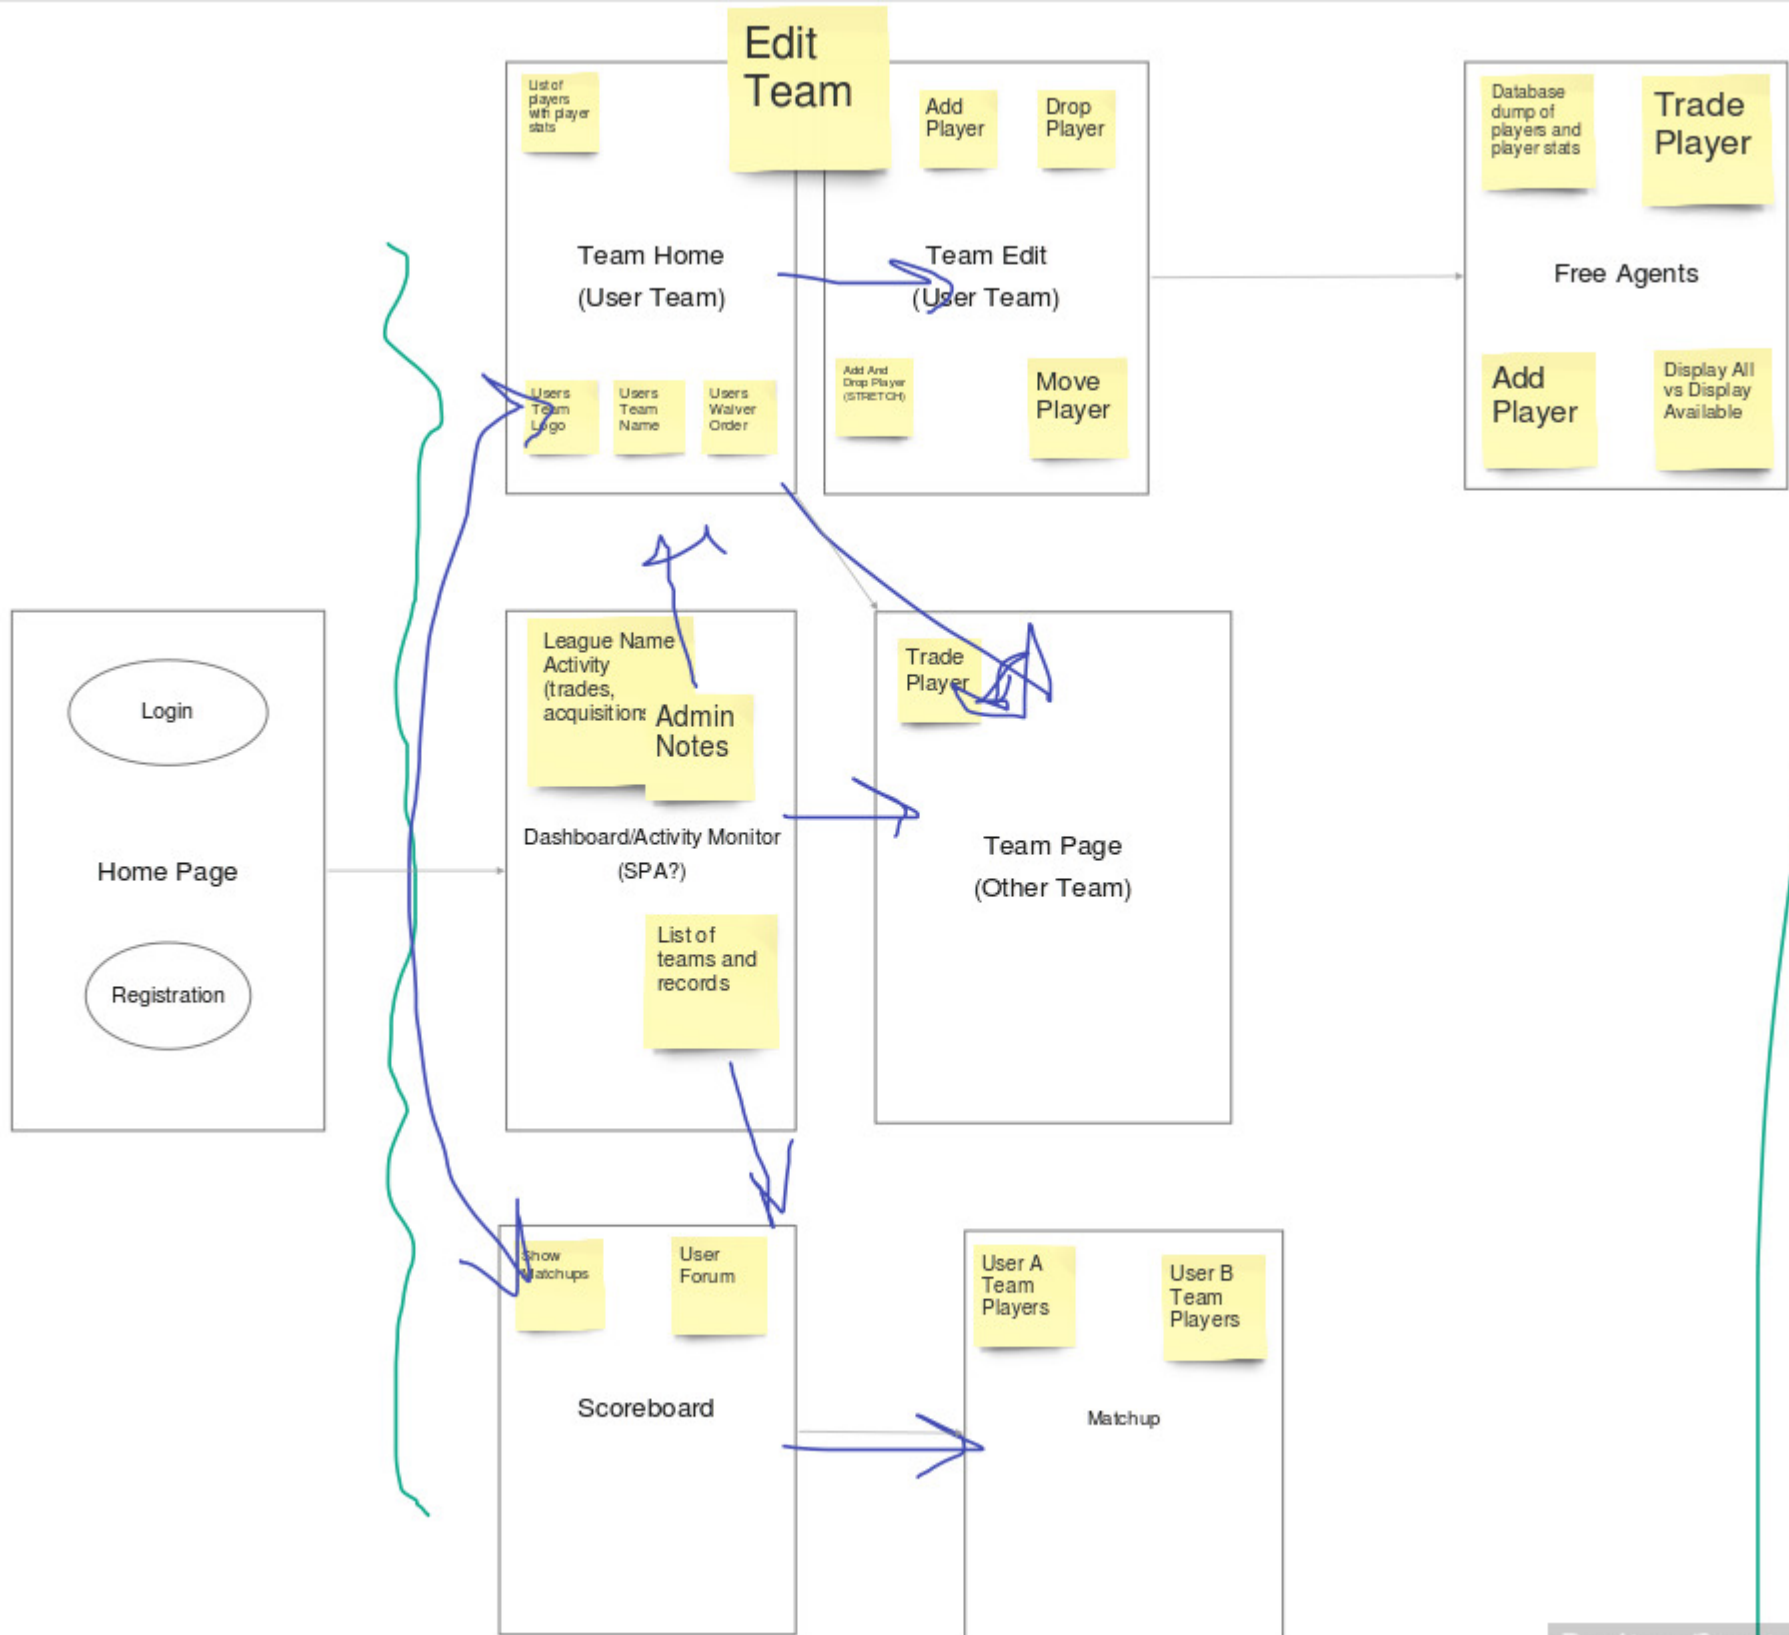 Edit
Team
List of
players
with player
stats
Add
Player
Drop
Player
Database
dump of
players and
player stats
Trade
Player
Team Home
(User Team)
Team Edit
(User Team)
Free Agents
Users
Team
Logo
Users
Team
Name
Users
Waiver
Order
Add And
Drop Player
(STRETCH)
Move
Player
Add
Player
Display All
vs Display
Available
Login
Home Page
Registration
League Name
Activity
(trades,
acquisitions
Admin
Notes
Dashboard/Activity Monitor
(SPA?)
List of
teams and
records
Trade
Player
Team Page
(Other Team)
Show
Matchups
User
Forum
Scoreboard
User A
Team
Players
User B
Team
Players
Matchup